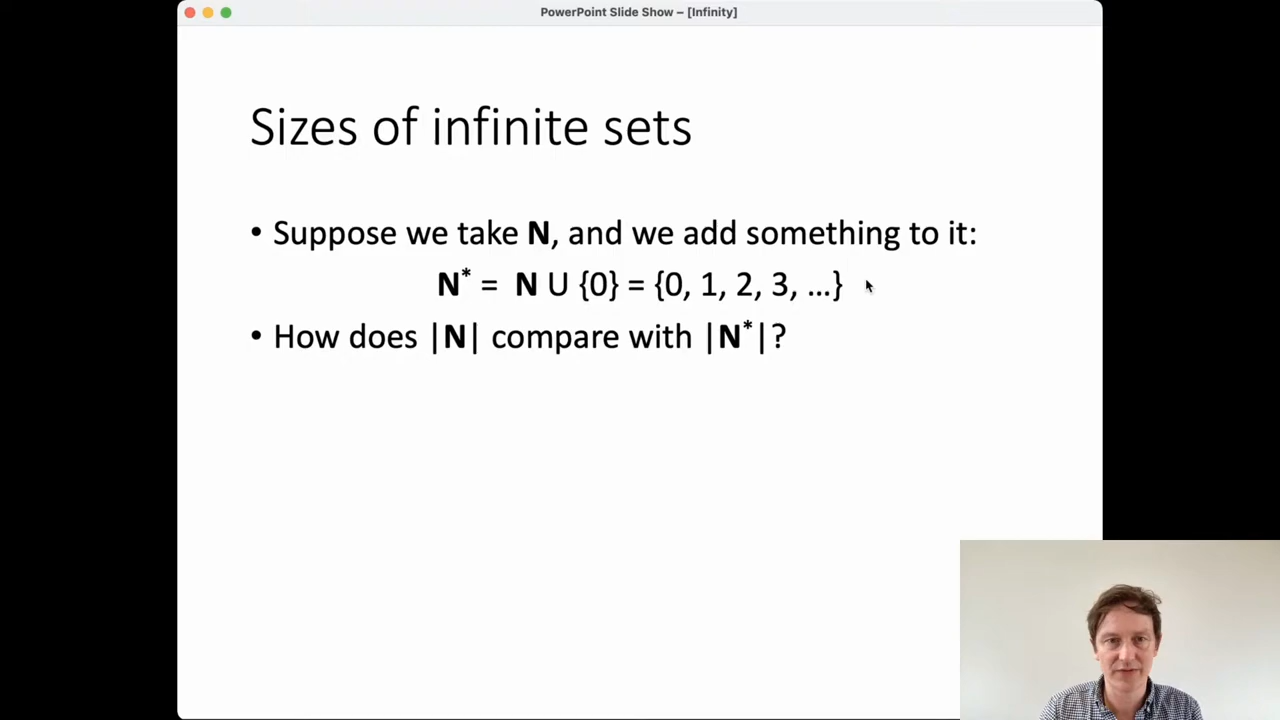 PowerPoint Slide Show – [Infinity]
Sizes of infinite sets
• Suppose we take N, and we add something to it:
N* = N U {0} = {0, 1, 2, 3, …}
• How does |N| compare with |N*|?